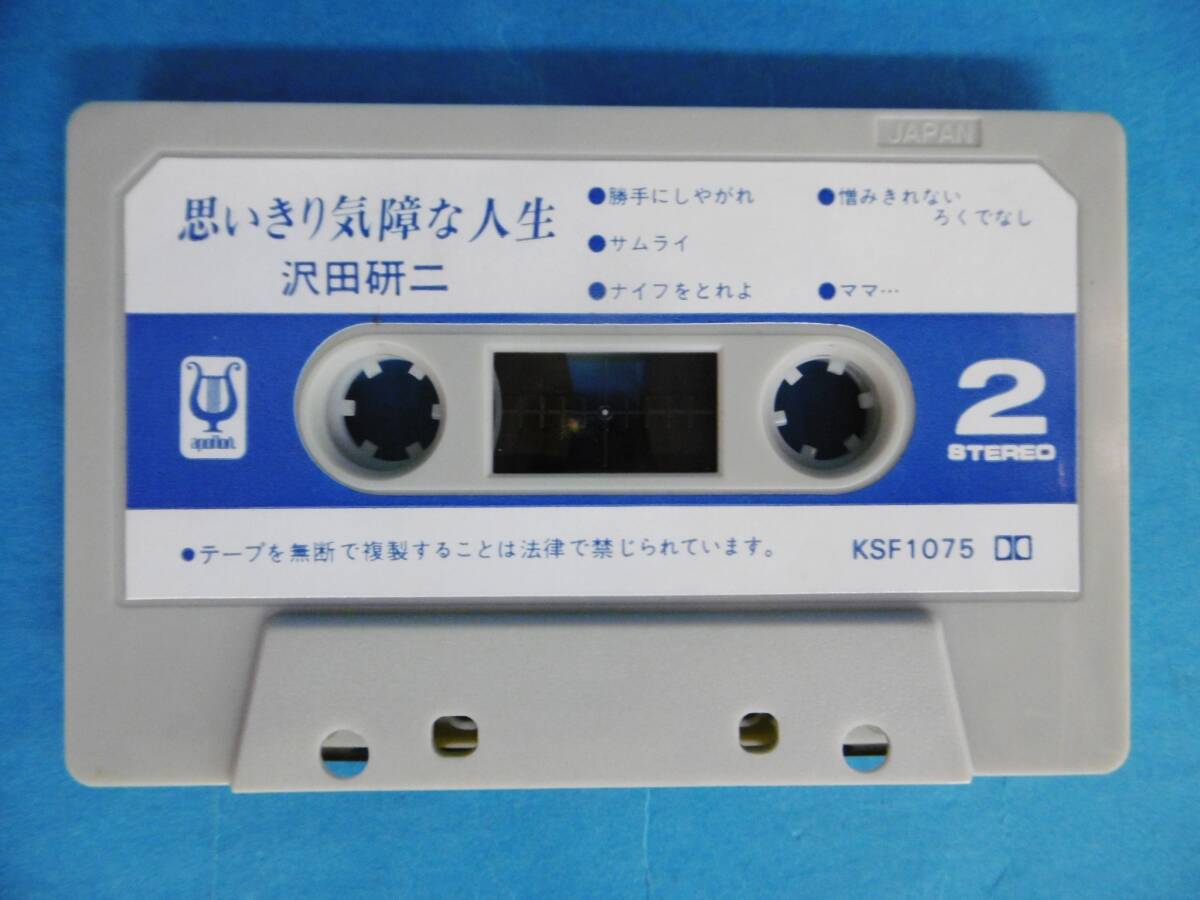 JAPAN
思いきり気障な人生
沢田研二
●勝手にしやがれ
●サムライ
●ナイフをとれよ
●憎みきれない
ろくでなし
●ママ…
apollon
2
STEREO
●テープを無断で複製することは法律で禁じられています。
KSF1075